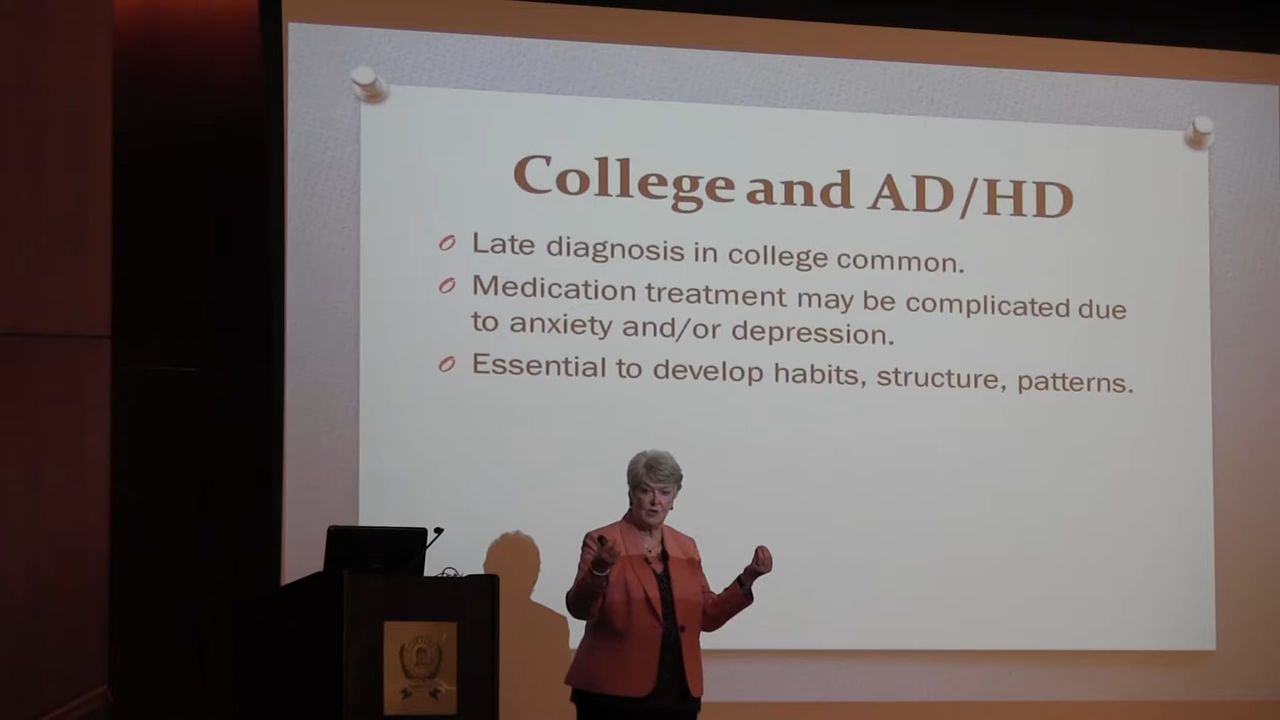 College and AD/HD
Late diagnosis in college common.
Medication treatment may be complicated due
to anxiety and/or depression.
Essential to develop habits, structure, patterns.